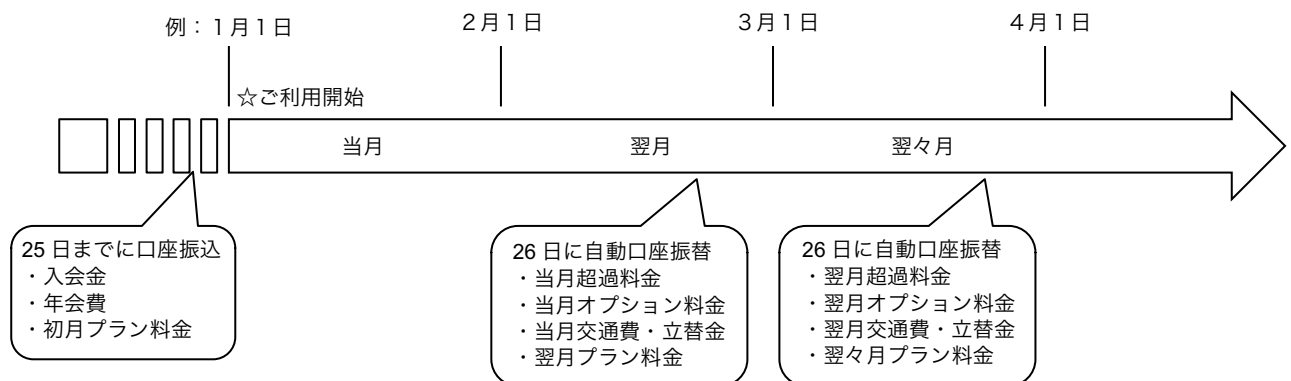 例：１月１日
２月１日
３月１日
４月１日
☆ご利用開始
当月
翌月
翌々月
25 日までに口座振込
・入会金
・年会費
・初月プラン料金
26 日に自動口座振替
・当月超過料金
・当月オプション料金
・当月交通費・立替金
・翌月プラン料金
26 日に自動口座振替
・翌月超過料金
・翌月オプション料金
・翌月交通費・立替金
・翌々月プラン料金